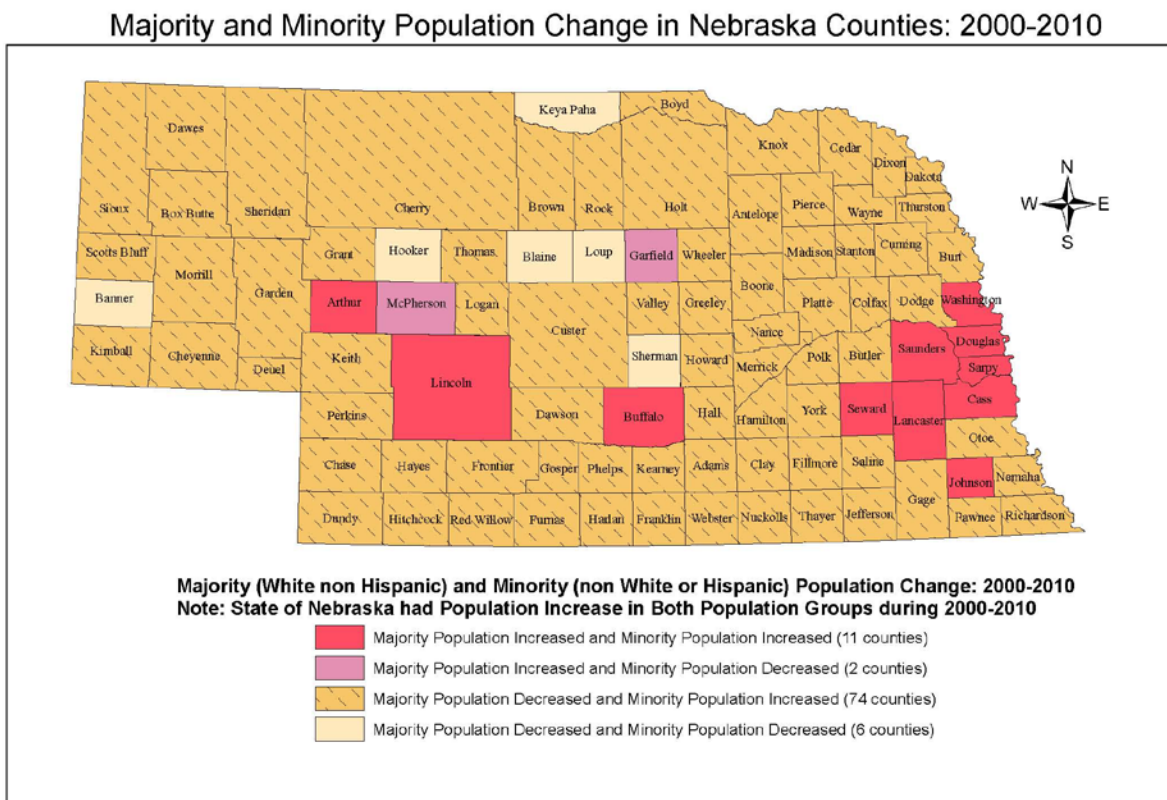 Majority and Minority Population Change in Nebraska Counties: 2000-2010
Keya Paha
Boyd
Dawes
Knox
Cedar
Dixon
Dakota
Sioux
Box Butte
Sheridan
Cherry
Brown
Rock
Holt
Antelope
Pierce
Wayne
Thurston
Scotts Bluff
Morrill
Garden
Grant
Hooker
Thomas
Blaine
Loup
Garfield
Wheeler
Madison
Stanton
Cuming
Burt
Banner
Arthur
McPherson
Logan
Custer
Valley
Greeley
Boone
Platte
Colfax
Dodge
Washington
Nance
Kimball
Cheyenne
Deuel
Keith
Lincoln
Sherman
Howard
Merrick
Polk
Butler
Saunders
Douglas
Sarpy
Perkins
Dawson
Buffalo
Hall
Hamilton
York
Seward
Lancaster
Cass
Otoe
Chase
Hayes
Frontier
Gosper
Phelps
Kearney
Adams
Clay
Fillmore
Saline
Gage
Johnson
Nemaha
Dundy
Hitchcock
Red Willow
Furnas
Harlan
Franklin
Webster
Nuckolls
Thayer
Jefferson
Pawnee
Richardson
N
W
E
S
Majority (White non Hispanic) and Minority (non White or Hispanic) Population Change: 2000-2010
Note: State of Nebraska had Population Increase in Both Population Groups during 2000-2010
Majority Population Increased and Minority Population Increased (11 counties)
Majority Population Increased and Minority Population Decreased (2 counties)
Majority Population Decreased and Minority Population Increased (74 counties)
Majority Population Decreased and Minority Population Decreased (6 counties)